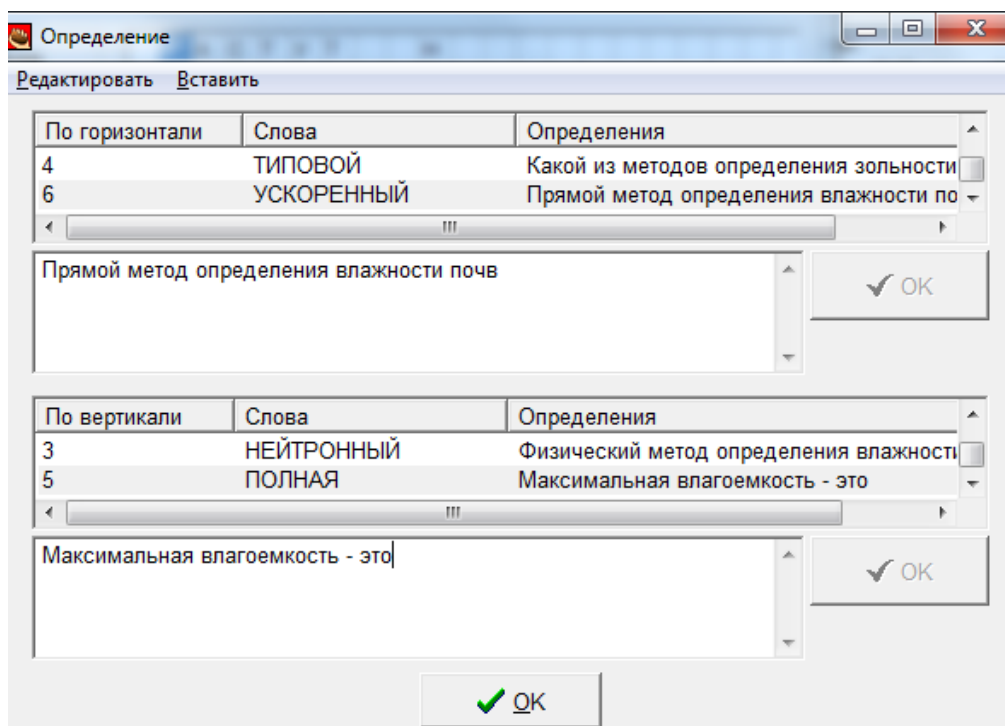 Определение
Редактировать Вставить
По горизонтали Слова Определения
4 ТИПОВОЙ Какой из методов определения зольности
6 УСКОРЕННЫЙ Прямой метод определения влажности по
Прямой метод определения влажности почв
OK
По вертикали Слова Определения
3 НЕЙТРОННЫЙ Физический метод определения влажности
5 ПОЛНАЯ Максимальная влагоемкость - это
Максимальная влагоемкость - это
OK
OK